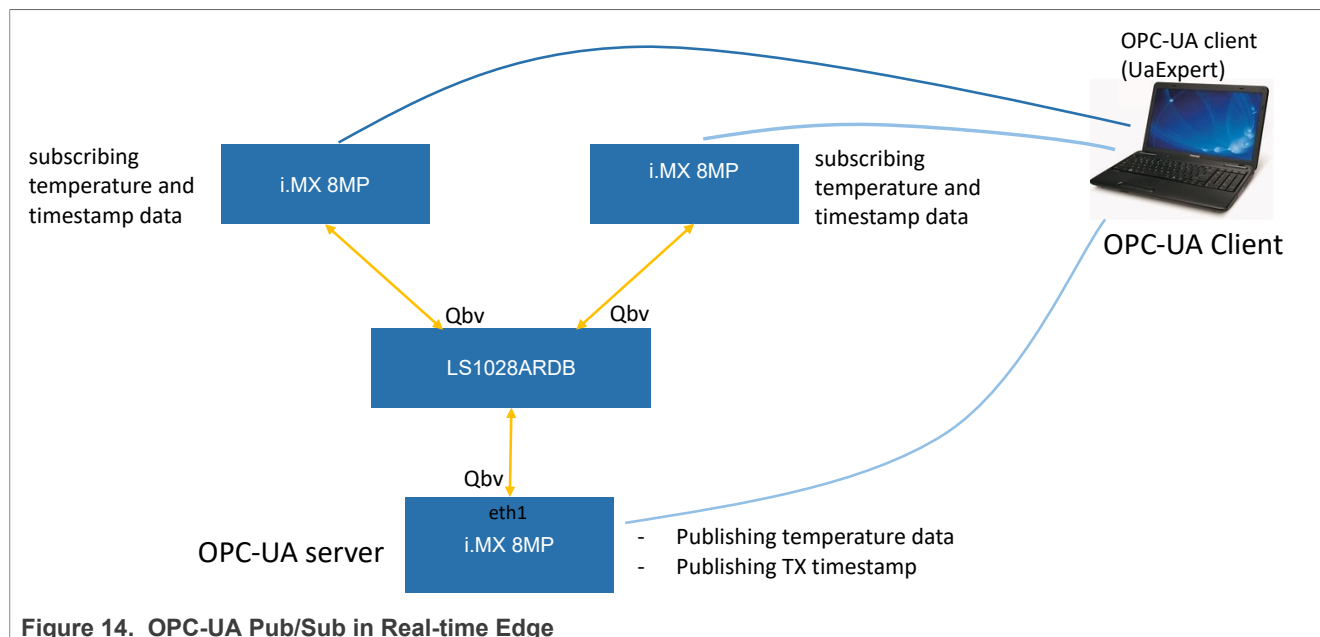 OPC-UA client
(UaExpert)
subscribing
temperature and
timestamp data
i.MX 8MP
i.MX 8MP
subscribing
temperature and
timestamp data
OPC-UA Client
Qbv
Qbv
LS1028ARDB
Qbv
eth1
i.MX 8MP
OPC-UA server
- Publishing temperature data
- Publishing TX timestamp
Figure 14. OPC-UA Pub/Sub in Real-time Edge